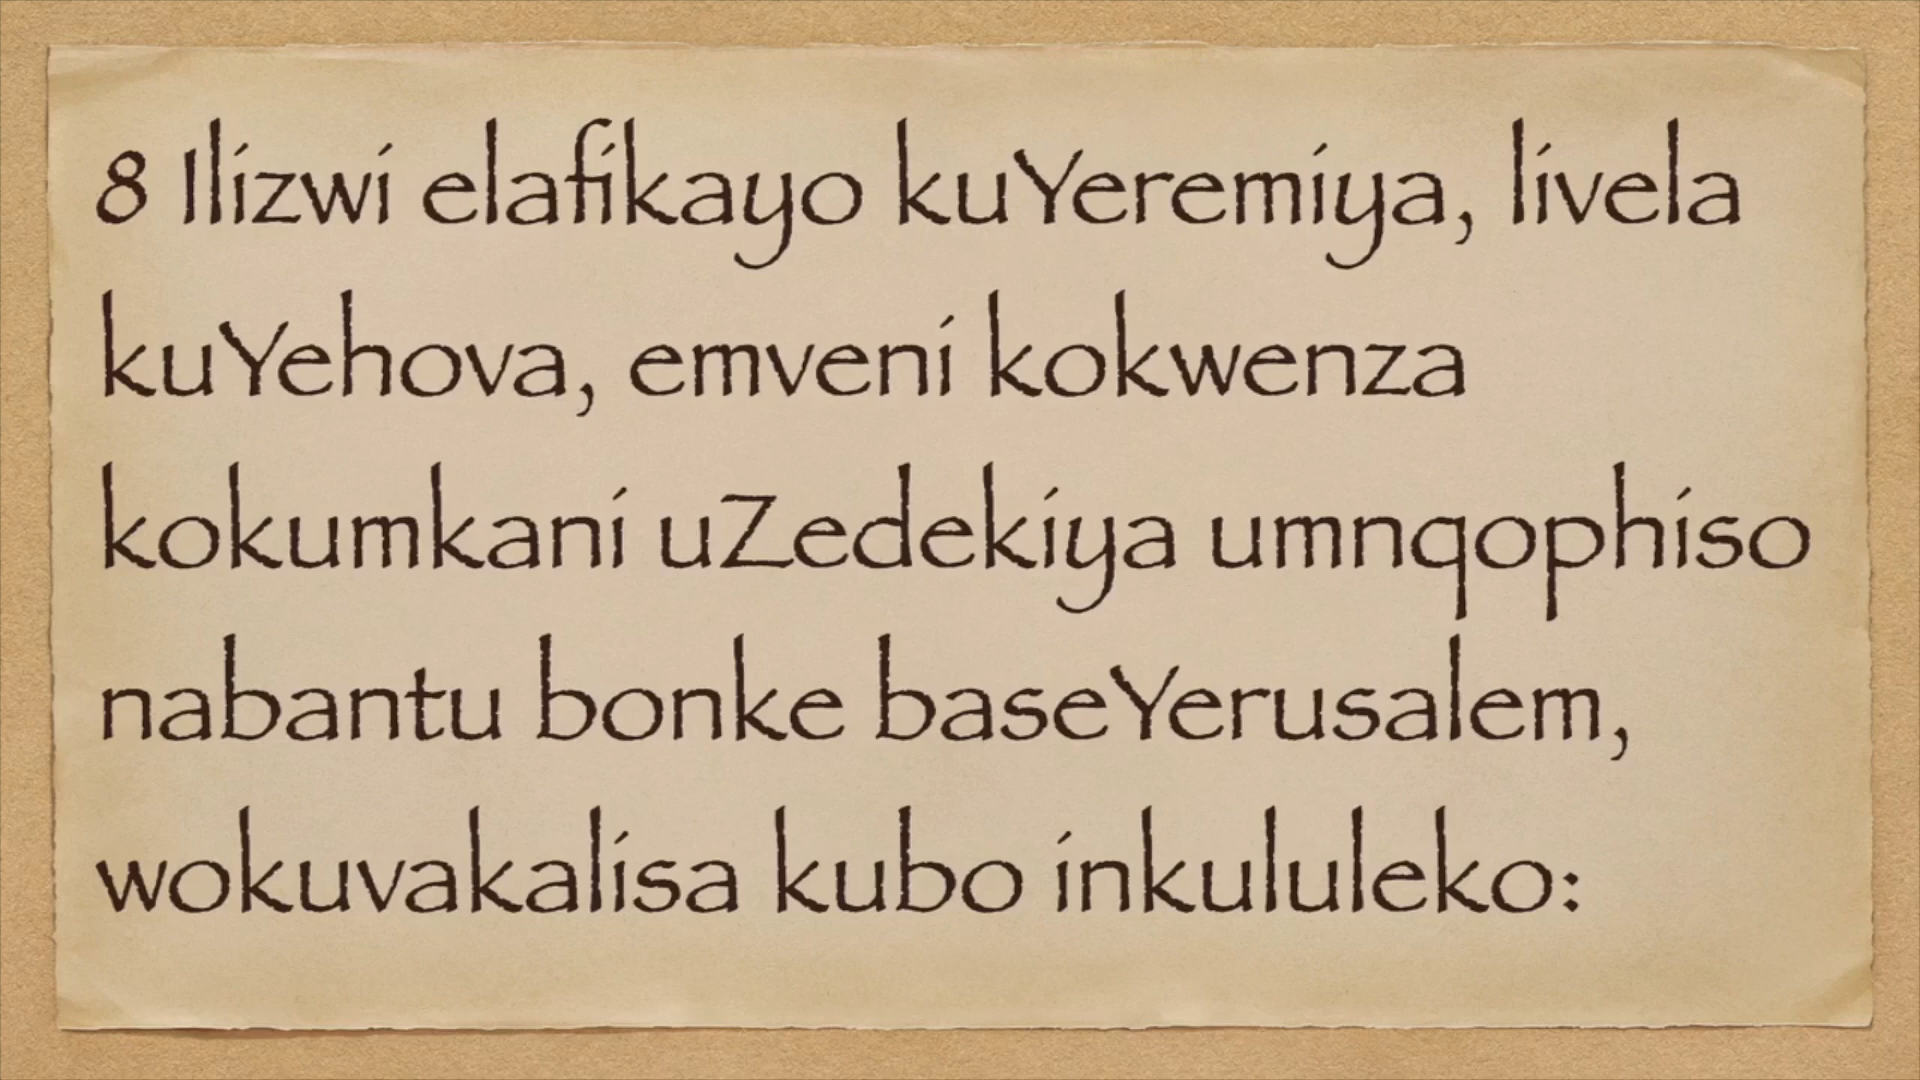 8 Ilizwi elafikayo kuYeremiya, livela
kuYehova, emveni kokwenza
kokumkani uZedekiya umnqophiso
nabantu bonke baseYerusalem,
wokuvakalisa kubo inkululeko: